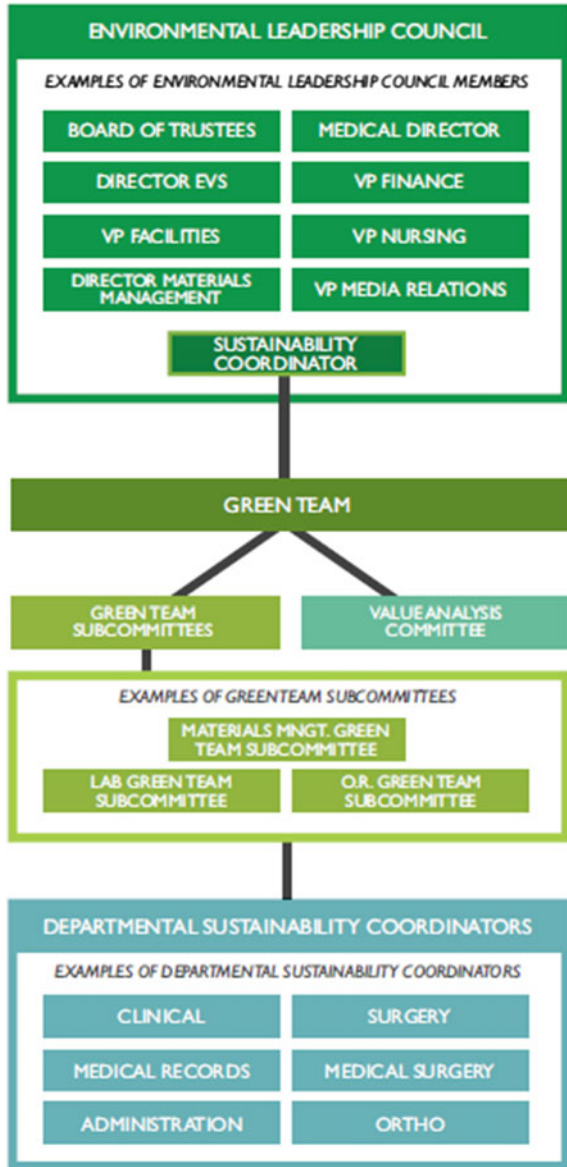 ENVIRONMENTAL LEADERSHIP COUNCIL
EXAMPLES OF ENVIRONMENTAL LEADERSHIP COUNCIL MEMBERS
BOARD OF TRUSTEES
MEDICAL DIRECTOR
DIRECTOR EVS
VP FINANCE
VP FACILITIES
VP NURSING
DIRECTOR MATERIALS
MANAGEMENT
VP MEDIA RELATIONS
SUSTAINABILITY
COORDINATOR
GREEN TEAM
GREEN TEAM
SUBCOMMITTEES
VALUE ANALYSIS
COMMITTEE
EXAMPLES OF GREEN TEAM SUBCOMMITTEES
MATERIALS MNGT. GREEN
TEAM SUBCOMMITTEE
LAB GREEN TEAM
SUBCOMMITTEE
O.R. GREEN TEAM
SUBCOMMITTEE
DEPARTMENTAL SUSTAINABILITY COORDINATORS
EXAMPLES OF DEPARTMENTAL SUSTAINABILITY COORDINATORS
CLINICAL
SURGERY
MEDICAL RECORDS
MEDICAL SURGERY
ADMINISTRATION
ORTHO